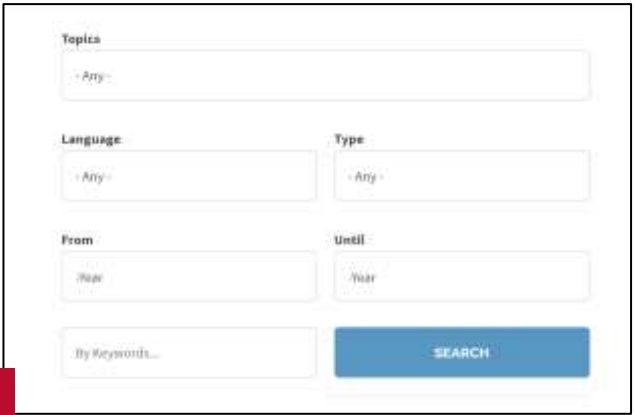 Topics
- Any -
Language Type
- Any - - Any -
From Until
-Year -Year
By Keywords... SEARCH